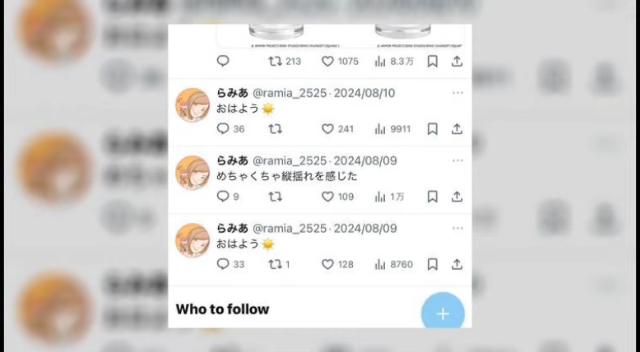 213 1075 8.3万
らみあ @ramia_2525·2024/08/10
おはよう☀️
36 241 9911
らみあ @ramia_2525·2024/08/09
めちゃくちゃ縦揺れを感じた
9 109 1万
らみあ @ramia_2525·2024/08/09
おはよう☀️
33 1 128 8760
Who to follow